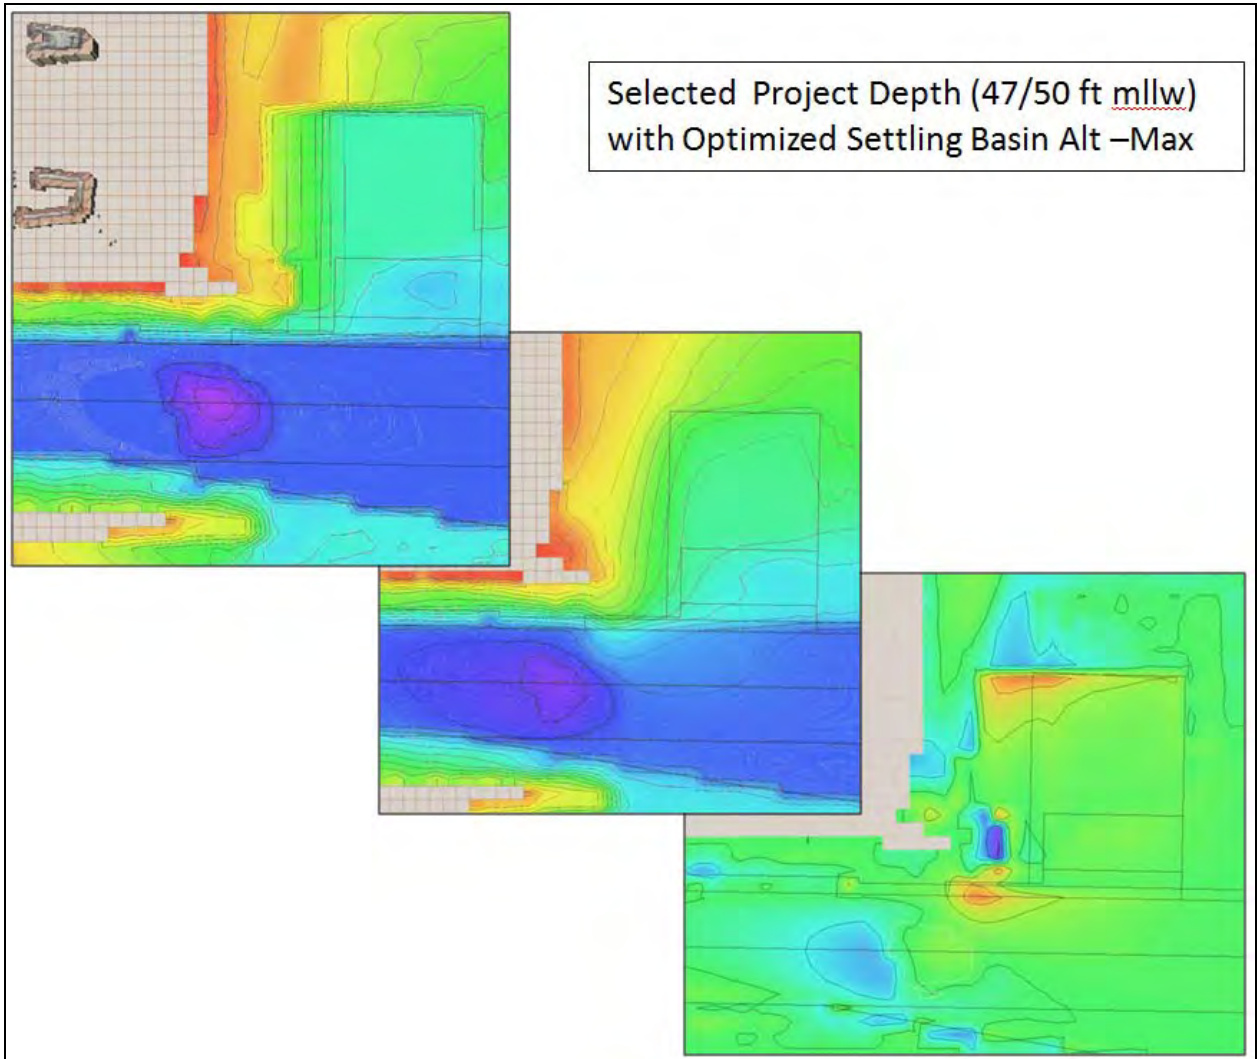 Selected Project Depth (47/50 ft mllw)
with Optimized Settling Basin Alt –Max